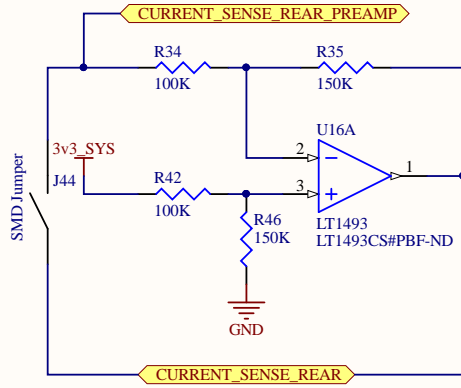 CURRENT_SENSE_REAR_PREAMP
R34
100K
R35
150K
U16A
3v3_SYS
J44
SMD Jumper
R42
100K
2
3
1
R46
150K
LT1493
LT1493CS#PBF-ND
GND
CURRENT_SENSE_REAR